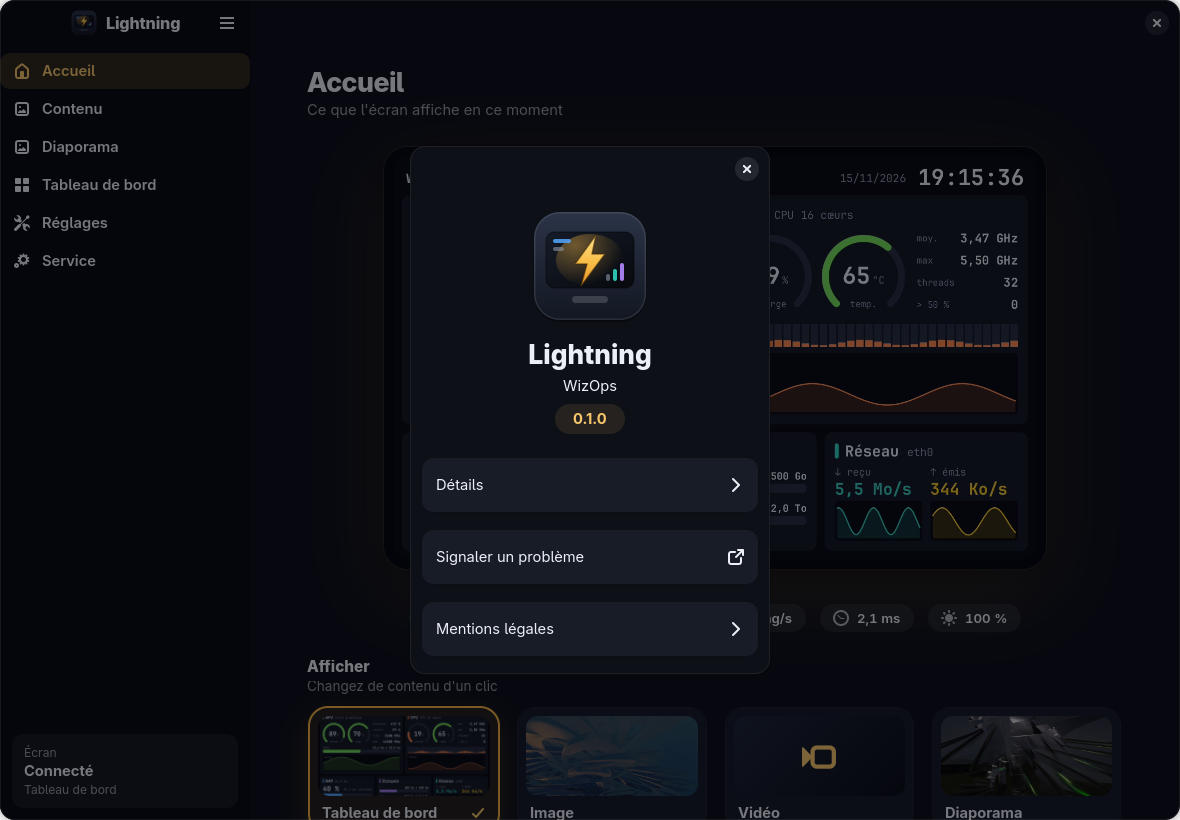 Lightning
Accueil
Contenu
Diaporama
Tableau de bord
Réglages
Service
Écran
Connecté
Tableau de bord
Accueil
Ce que l'écran affiche en ce moment
15/11/2026 19:15:36
CPU 16 cœurs
moy. 3,47 GHz
max 5,50 GHz
threads 32
> 50 % 0
65 °C
temp.
500 Go
2,0 To
Réseau eth0
↓ reçu ↑ émis
5,5 Mo/s 344 Ko/s
2,1 ms
100 %
Lightning
WizOps
0.1.0
Détails
Signaler un problème
Mentions légales
Afficher
Changez de contenu d'un clic
Tableau de bord
Image
Vidéo
Diaporama